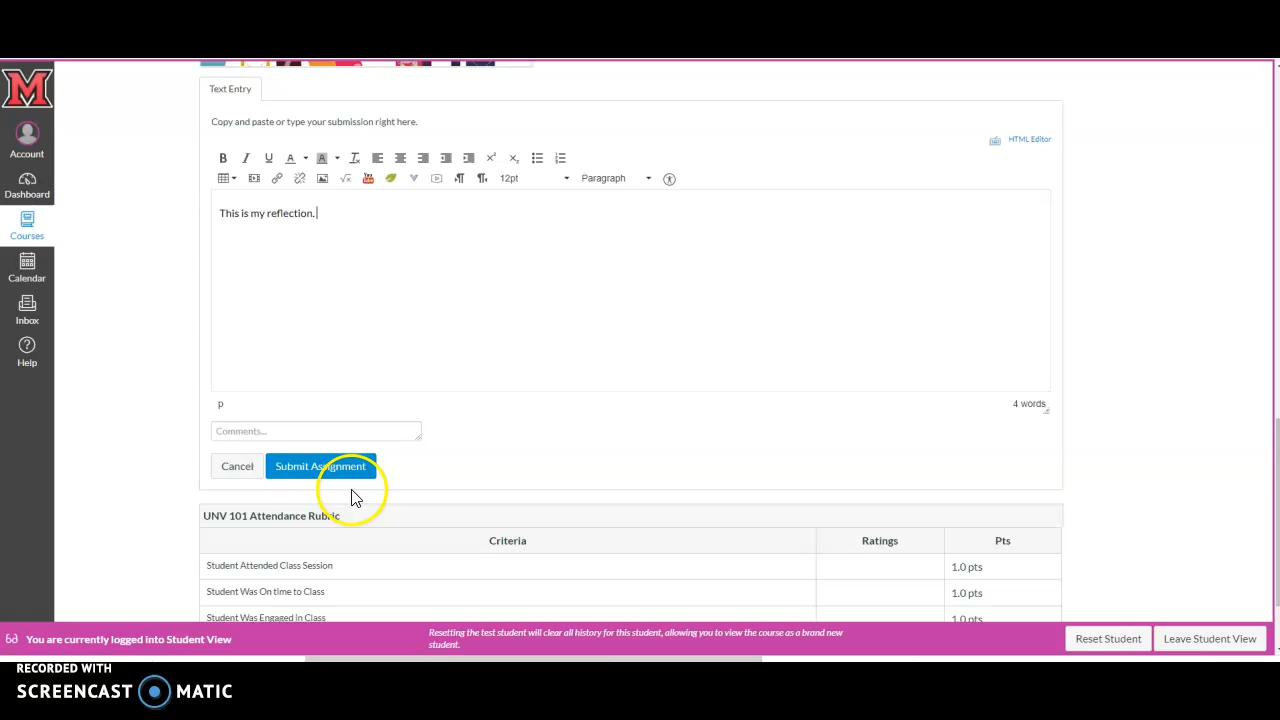 M
Text Entry
Copy and paste or type your submission right here.
HTML Editor
Account
12pt Paragraph
Dashboard
This is my reflection.
Courses
Calendar
Inbox
Help
p 4 words
Comments...
Cancel Submit Assignment
UNV 101 Attendance Rubric
Criteria Ratings Pts
Student Attended Class Session 1.0 pts
Student Was On time to Class 1.0 pts
Student Was Engaged in Class 1.0 pts
You are currently logged into Student View
Resetting the test student will clear all history for this student, allowing you to view the course as a brand new
student.
Reset Student Leave Student View
RECORDED WITH
SCREENCAST MATIC